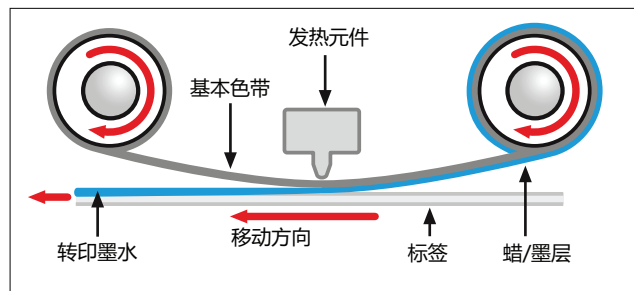 发热元件
基本色带
移动方向
转印墨水
标签
蜡/墨层